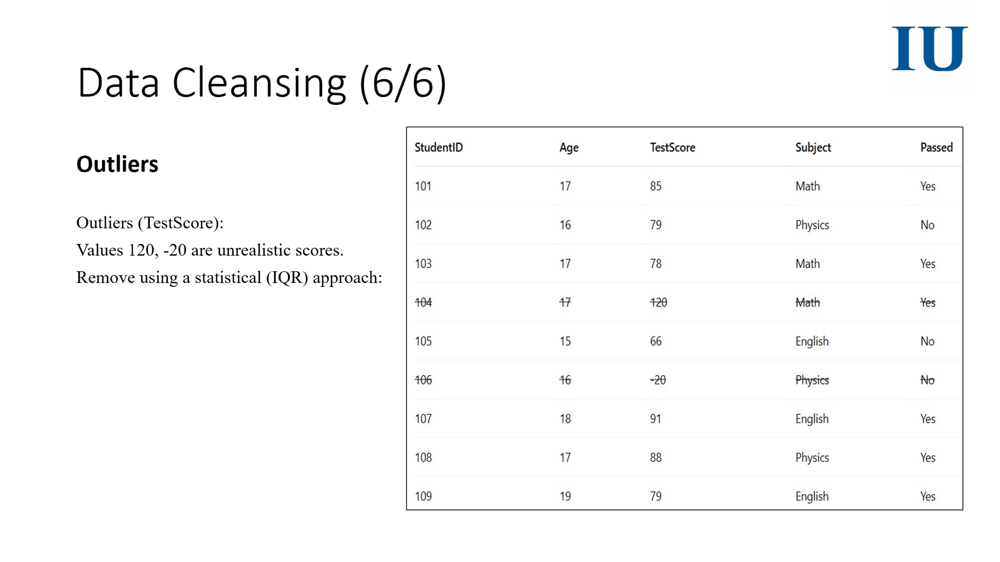 IU
Data Cleansing (6/6)
Outliers
Outliers (TestScore):
Values 120, -20 are unrealistic scores.
Remove using a statistical (IQR) approach:
StudentID Age TestScore Subject Passed
101 17 85 Math Yes
102 16 79 Physics No
103 17 78 Math Yes
104 17 120 Math Yes
105 15 66 English No
106 16 -20 Physics No
107 18 91 English Yes
108 17 88 Physics Yes
109 19 79 English Yes